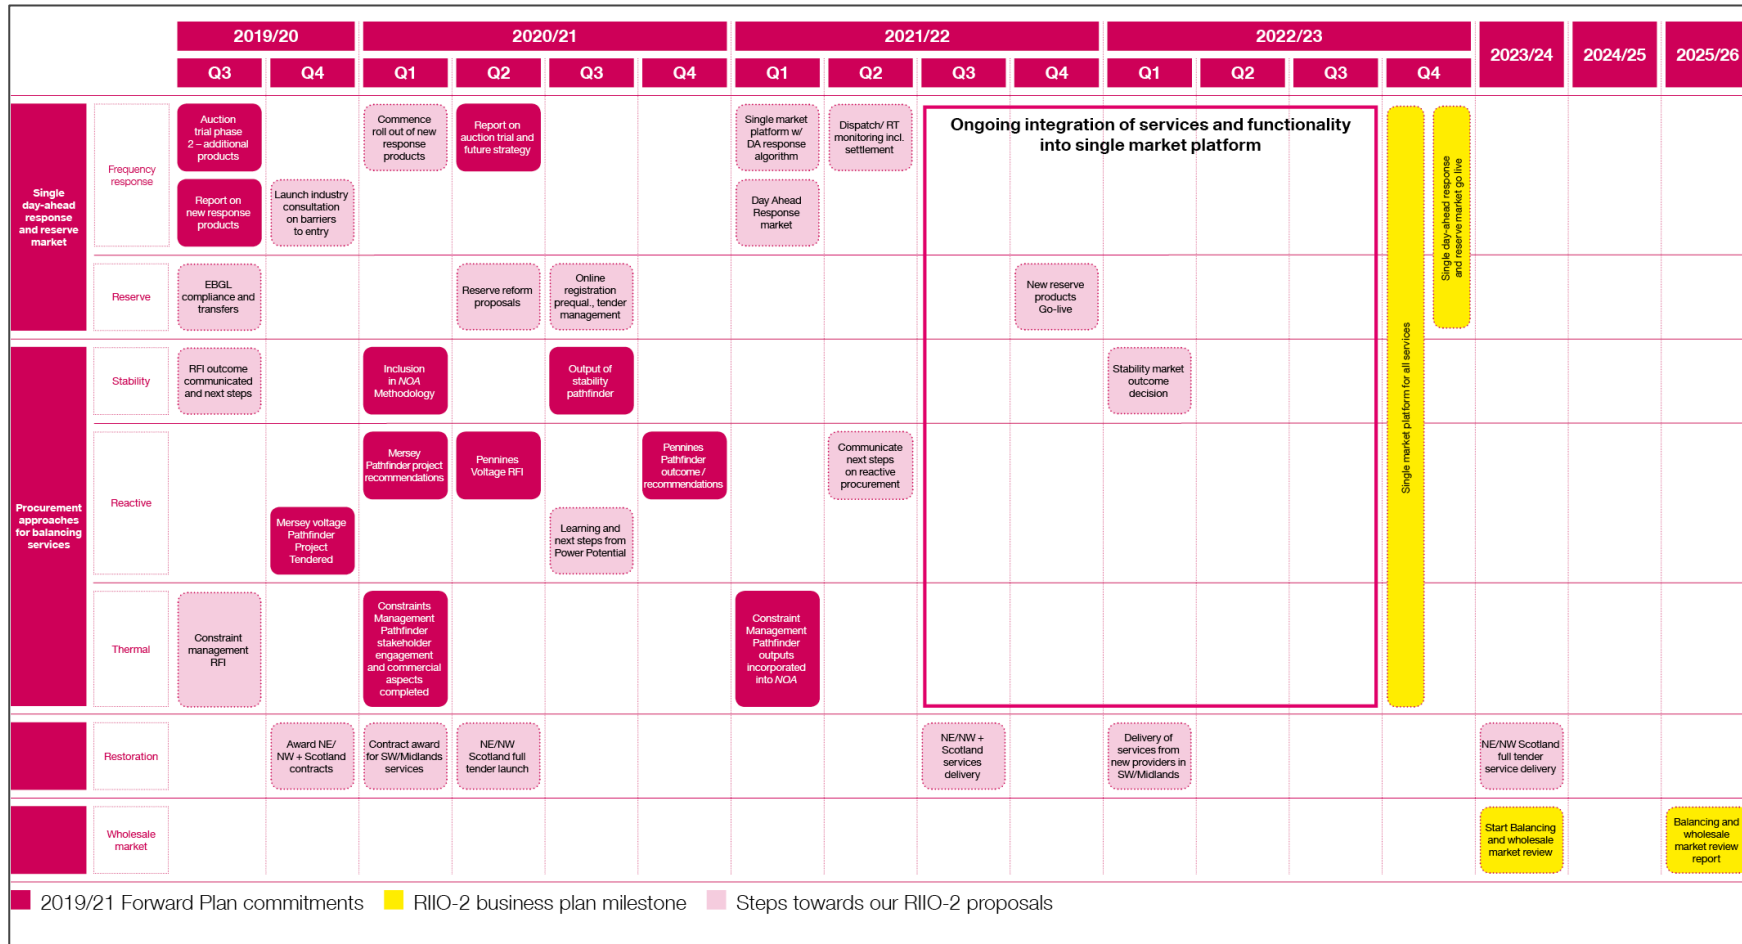 2019/20
2020/21
2021/22
2022/23
2023/24
2024/25
2025/26
Q3
Q4
Q1
Q2
Q3
Q4
Q1
Q2
Q3
Q4
Q1
Q2
Q3
Q4
Single
day-ahead
response
and reserve
market
Frequency
response
Auction
trial phase
2 – additional
products
Commence
roll out of new
response
products
Report on
auction trial and
future strategy
Single market
platform w/
DA response
algorithm
Dispatch/ RT
monitoring incl.
settlement
Ongoing integration of services and functionality
into single market platform
Report on
new response
products
Launch industry
consultation
on barriers
to entry
Day Ahead
Response
market
Single day-ahead response
and reserve market go live
Single market platform for all services
Reserve
EBGL
compliance and
transfers
Reserve reform
proposals
Online
registration
prequal., tender
management
New reserve
products
Go-live
Procurement
approaches
for balancing
services
Stability
RFI outcome
communicated
and next steps
Inclusion
in NOA
Methodology
Output of
stability
pathfinder
Stability market
outcome
decision
Reactive
Mersey
Pathfinder project
recommendations
Pennines
Voltage RFI
Pennines
Pathfinder
outcome /
recommendations
Communicate
next steps
on reactive
procurement
Mersey voltage
Pathfinder
Project
Tendered
Learning and
next steps from
Power Potential
Thermal
Constraint
management
RFI
Constraints
Management
Pathfinder
stakeholder
engagement
and commercial
aspects
completed
Constraint
Management
Pathfinder
outputs
incorporated
into NOA
Restoration
Award NE/
NW + Scotland
contracts
Contract award
for SW/Midlands
services
NE/NW
Scotland full
tender launch
NE/NW +
Scotland
services
delivery
Delivery of
services from
new providers in
SW/Midlands
NE/NW Scotland
full tender
service delivery
Wholesale
market
Start Balancing
and wholesale
market review
Balancing and
wholesale
market review
report
2019/21 Forward Plan commitments
RIIO-2 business plan milestone
Steps towards our RIIO-2 proposals